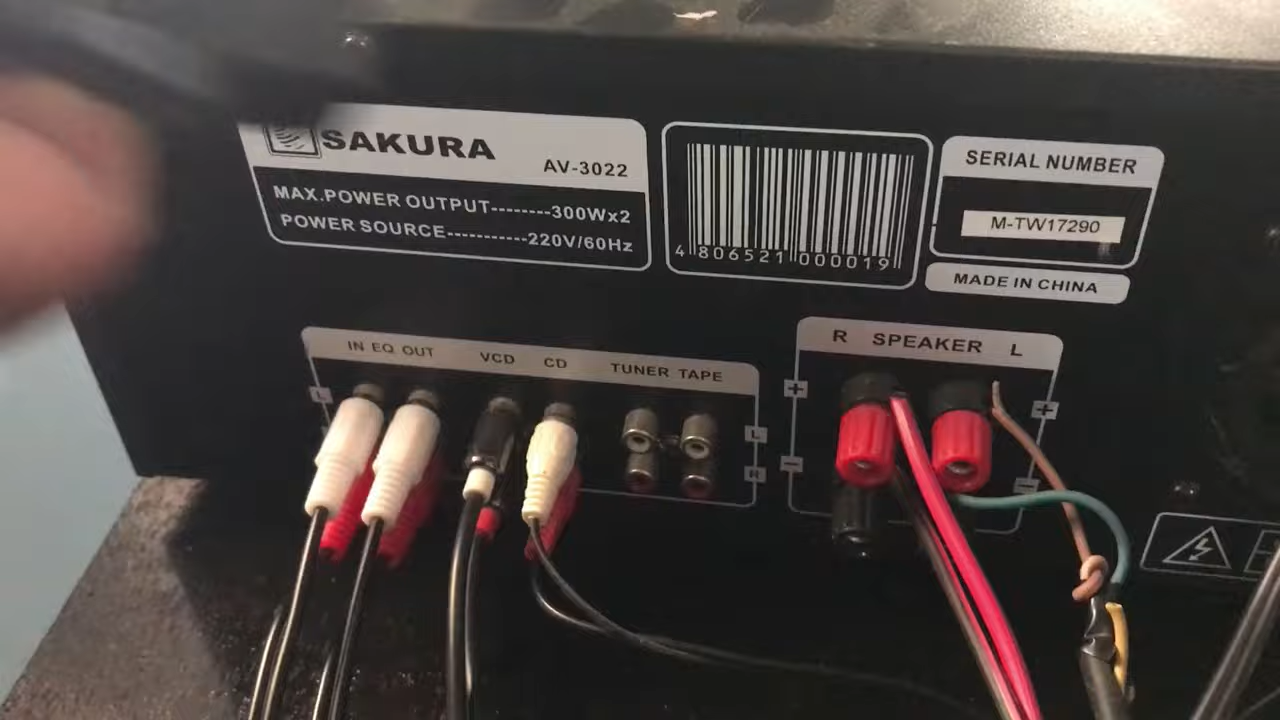 SAKURA
AV-3022
MAX.POWER OUTPUT--------300Wx2
POWER SOURCE-----------220V/60Hz
4 806521 000019
SERIAL NUMBER
M-TW17290
MADE IN CHINA
IN EQ OUT VCD CD TUNER TAPE
L
L
R
R SPEAKER L
+ +
- -